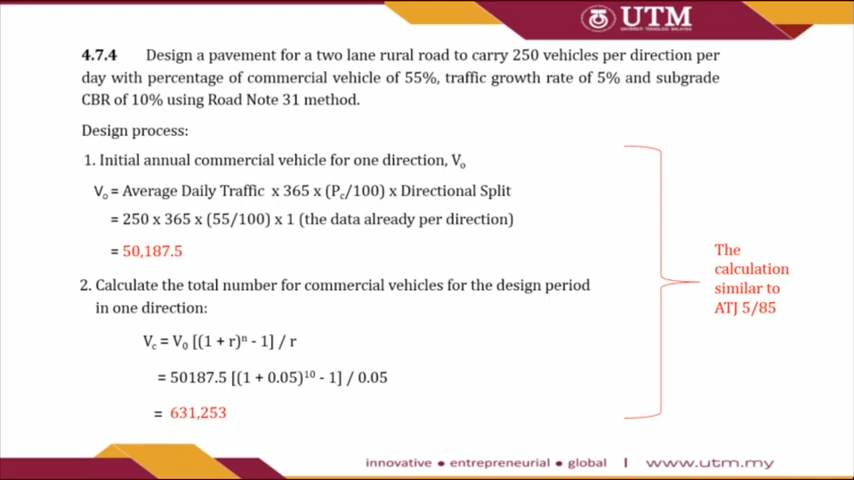 UTM
UNIVERSITI TEKNOLOGI MALAYSIA
4.7.4 Design a pavement for a two lane rural road to carry 250 vehicles per direction per
day with percentage of commercial vehicle of 55%, traffic growth rate of 5% and subgrade
CBR of 10% using Road Note 31 method.
Design process:
1. Initial annual commercial vehicle for one direction, Vₒ
Vₒ = Average Daily Traffic x 365 x (P꜀/100) x Directional Split
= 250 x 365 x (55/100) x 1 (the data already per direction)
= 50,187.5
2. Calculate the total number for commercial vehicles for the design period
in one direction:
V꜀ = V₀ [(1 + r)ⁿ - 1] / r
= 50187.5 [(1 + 0.05)¹⁰ - 1] / 0.05
= 631,253
The
calculation
similar to
ATJ 5/85
innovative ● entrepreneurial ● global | www.utm.my